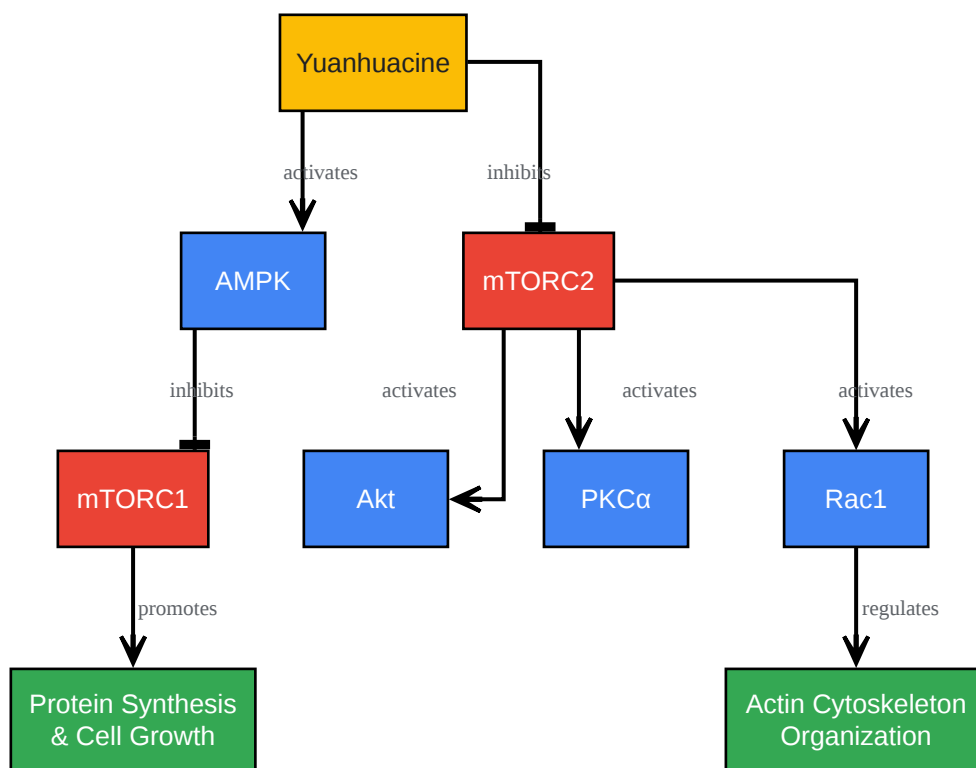 Yuanhuacine
activates
inhibits
AMPK
mTORC2
inhibits
activates
activates
activates
mTORC1
Akt
PKCα
Rac1
promotes
regulates
Protein Synthesis
& Cell Growth
Actin Cytoskeleton
Organization